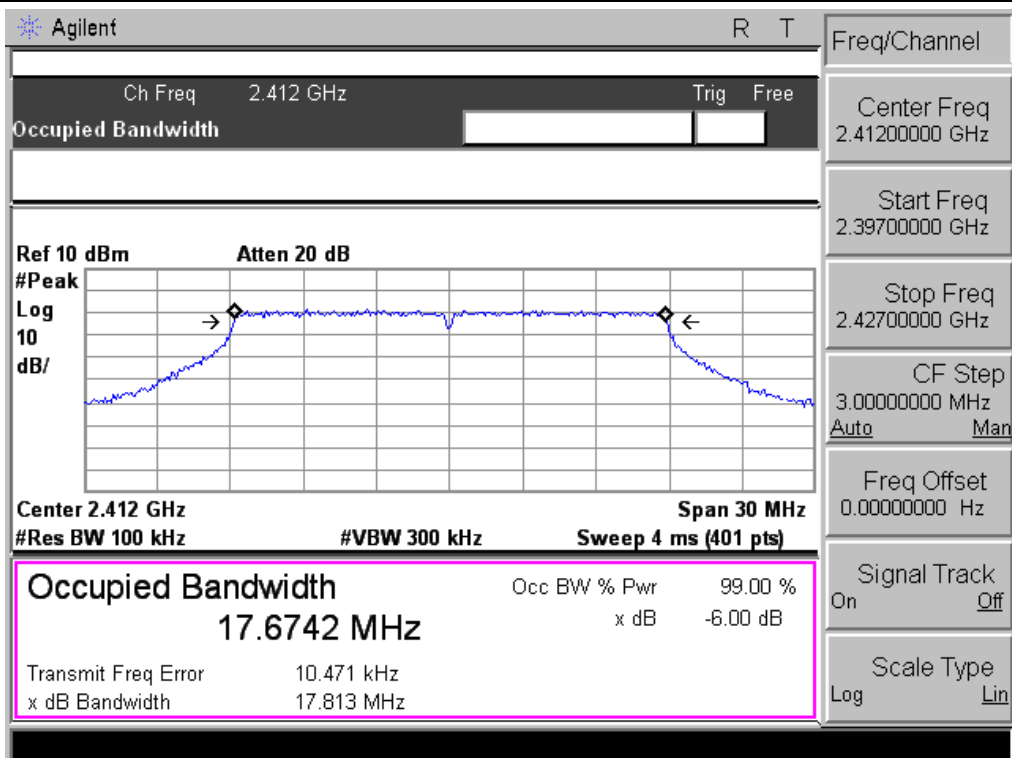 Agilent R T
Ch Freq 2.412 GHz Trig Free
Occupied Bandwidth
Ref 10 dBm Atten 20 dB
#Peak
Log
10
dB/
Center 2.412 GHz Span 30 MHz
#Res BW 100 kHz #VBW 300 kHz Sweep 4 ms (401 pts)
Occupied Bandwidth
17.6742 MHz
Occ BW % Pwr 99.00 %
x dB -6.00 dB
Transmit Freq Error 10.471 kHz
x dB Bandwidth 17.813 MHz
Freq/Channel
Center Freq
2.41200000 GHz
Start Freq
2.39700000 GHz
Stop Freq
2.42700000 GHz
CF Step
3.00000000 MHz
Auto Man
Freq Offset
0.00000000 Hz
Signal Track
On Off
Scale Type
Log Lin